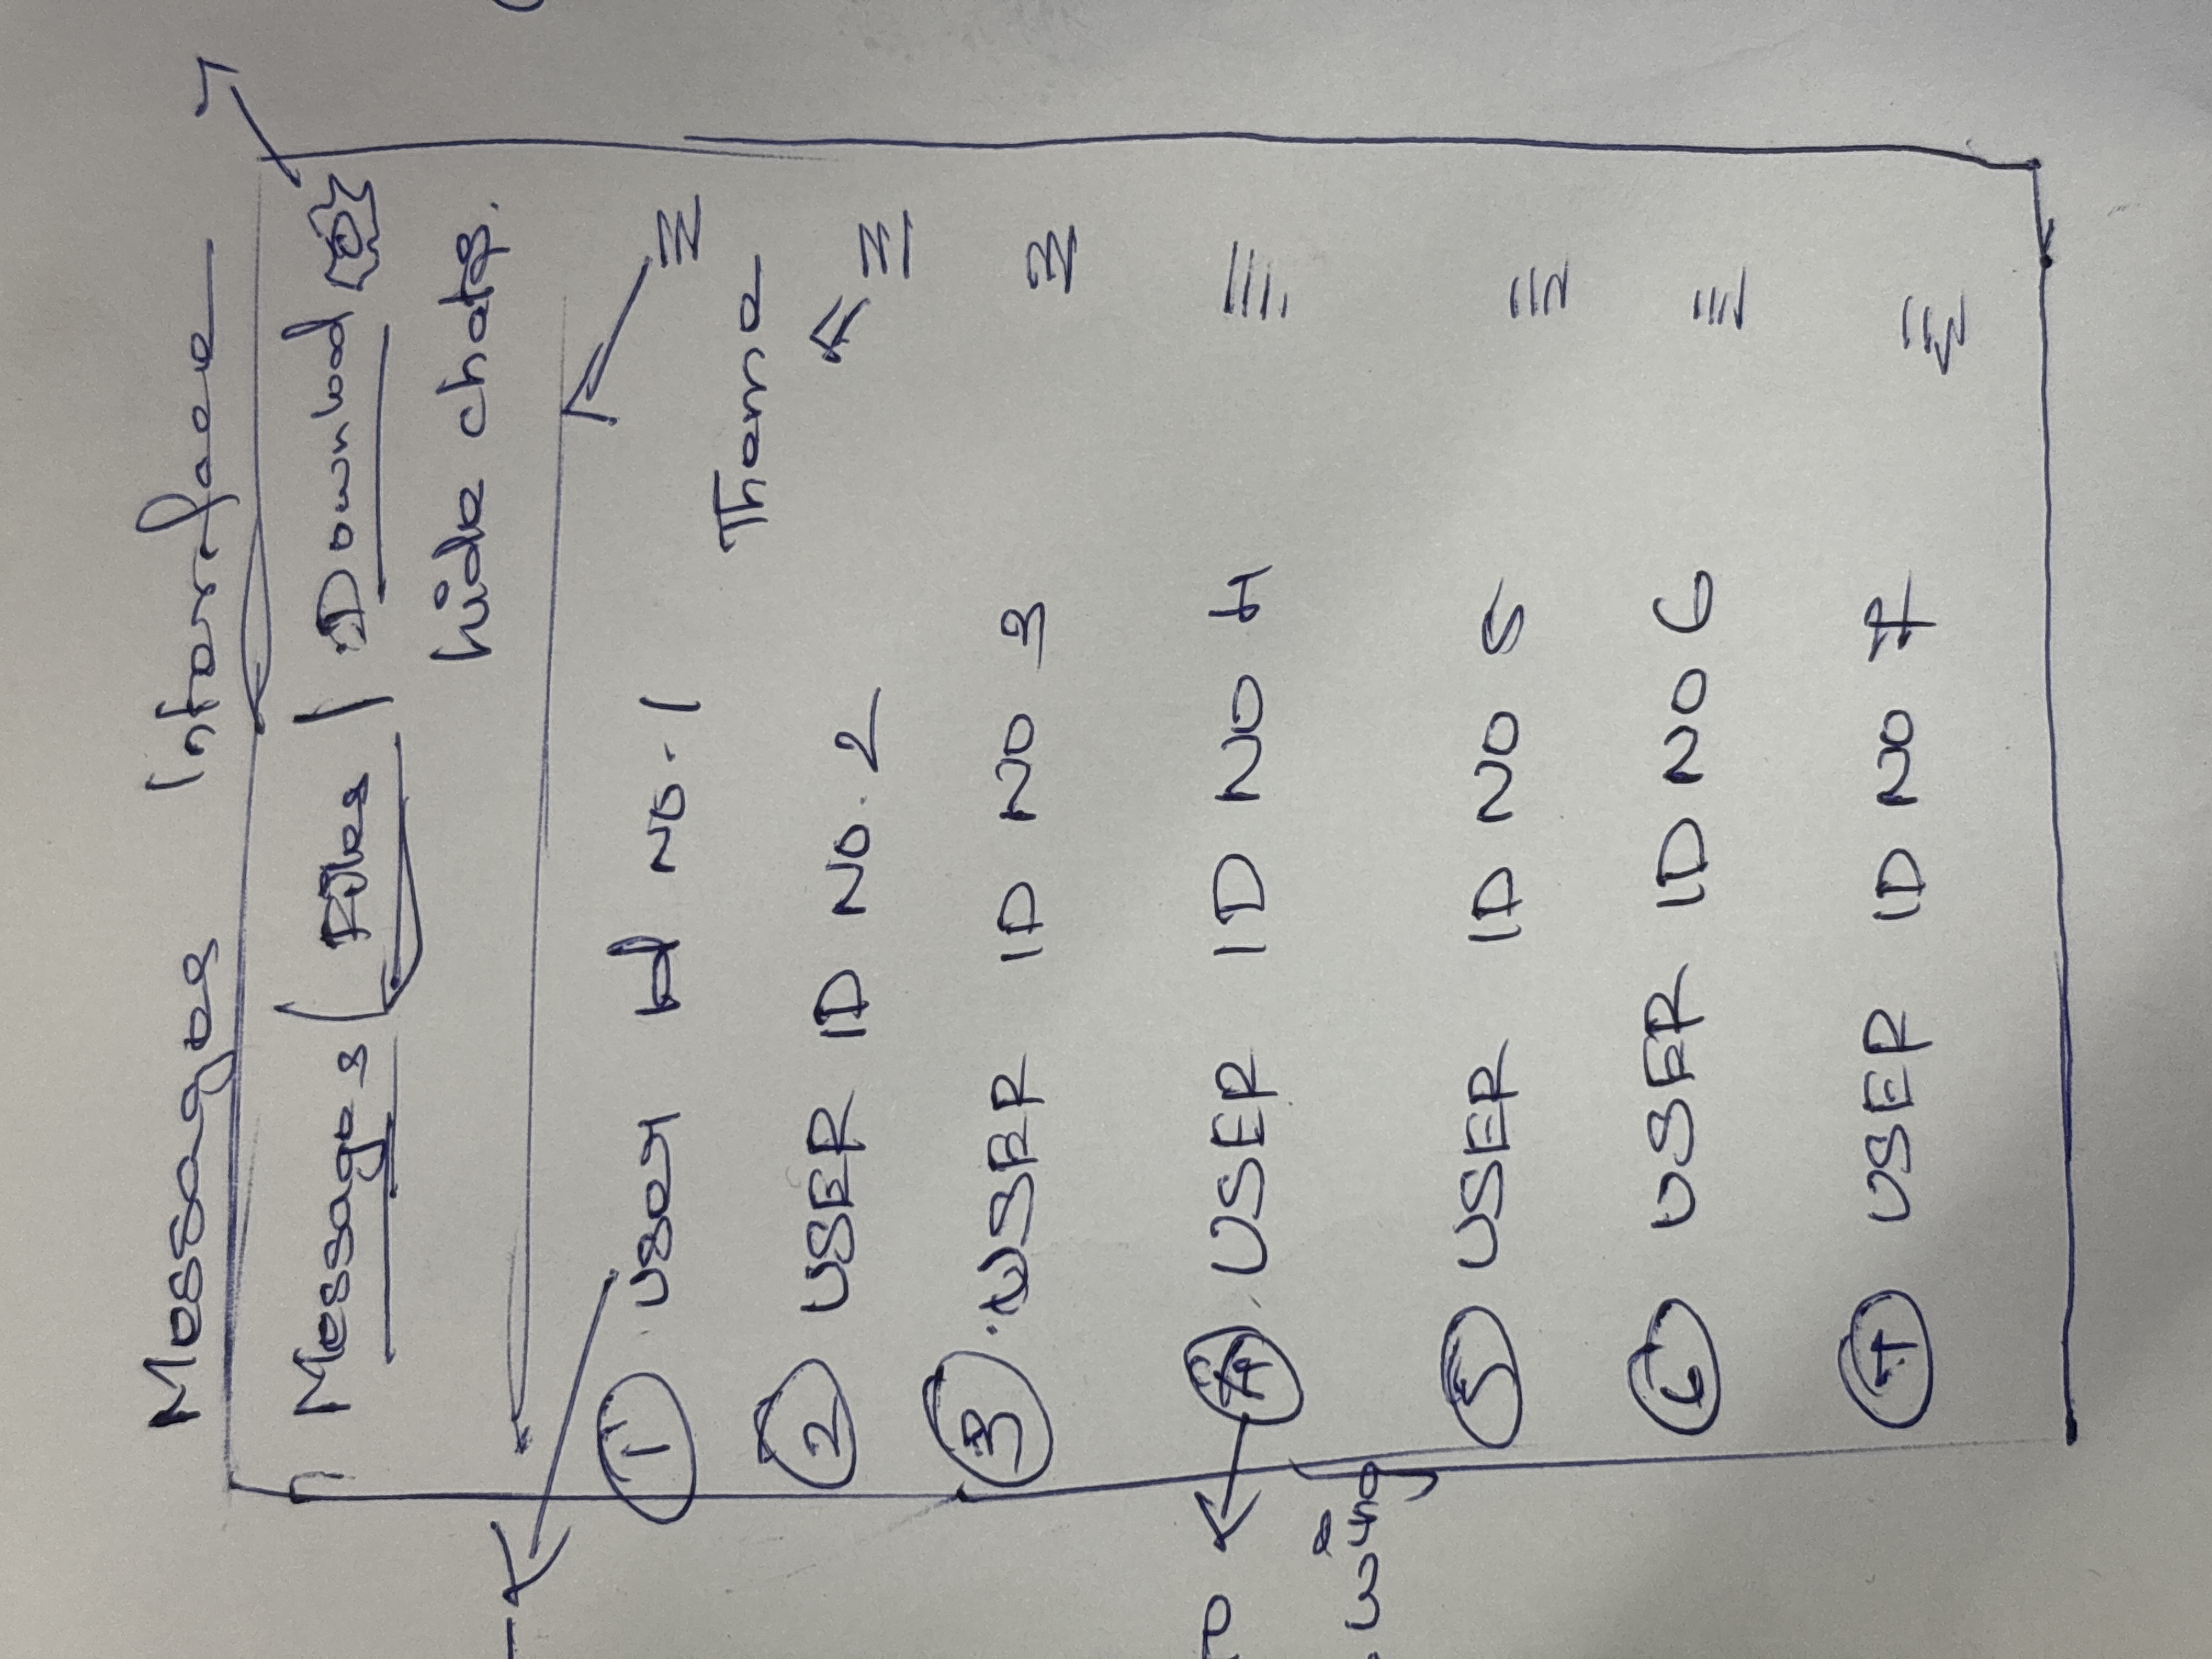 Messages Interface
Messages | Files | Download
hide chats.
1 User Id No. 1
Theme
2 USER ID NO. 2
3 USER ID NO 3
4 USER ID NO 4
wing
5 USER ID NO 5
6 USER ID NO 6
7 USER ID NO 7